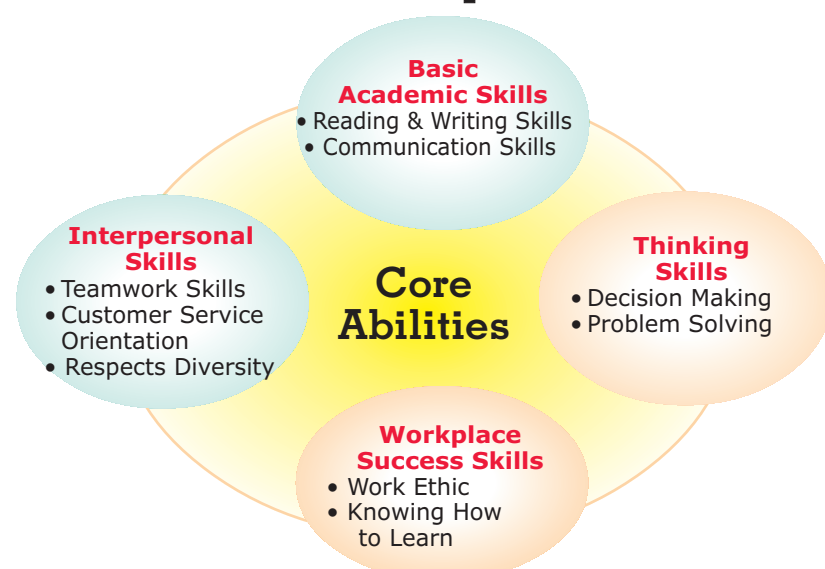 Basic
Academic Skills
• Reading & Writing Skills
• Communication Skills
Interpersonal
Skills
• Teamwork Skills
• Customer Service
Orientation
• Respects Diversity
Core
Abilities
Thinking
Skills
• Decision Making
• Problem Solving
Workplace
Success Skills
• Work Ethic
• Knowing How
to Learn